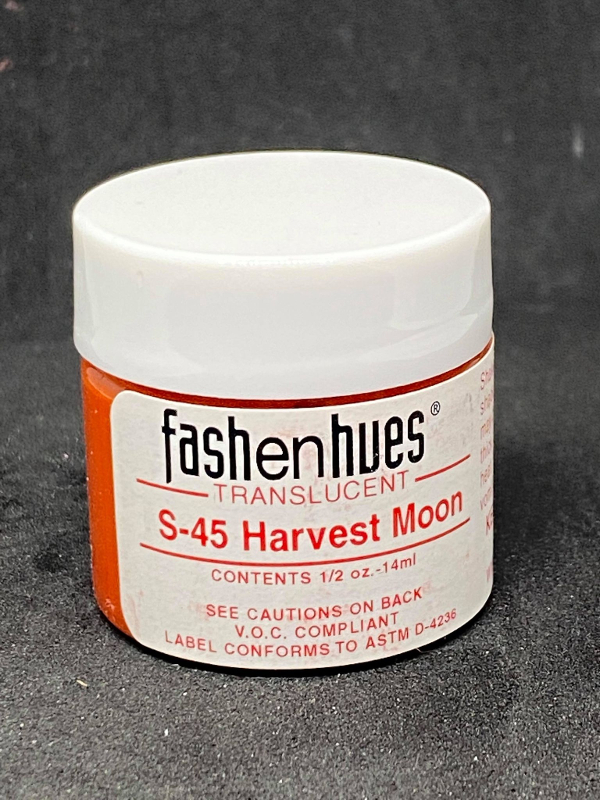 fashenhues®
TRANSLUCENT
S-45 Harvest Moon
CONTENTS 1/2 oz.-14ml
SEE CAUTIONS ON BACK
V.O.C. COMPLIANT
LABEL CONFORMS TO ASTM D-4236